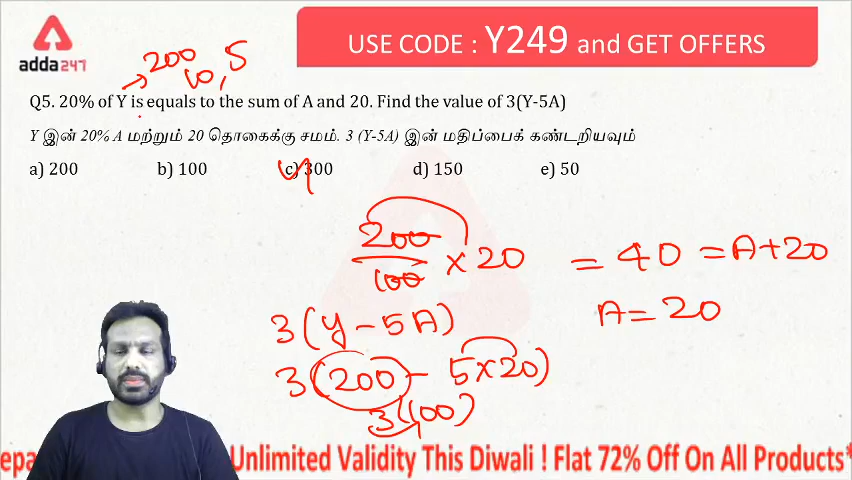 adda247
USE CODE : Y249 and GET OFFERS
200
10, 5
Q5. 20% of Y is equals to the sum of A and 20. Find the value of 3(Y-5A)
Y இன் 20% A மற்றும் 20 தொகைக்கு சமம். 3 (Y-5A) இன் மதிப்பைக் கண்டறியவும்
a) 200 b) 100 c) 300 d) 150 e) 50
200/100 × 20 = 40 = A+20
3(y-5A) A = 20
3(200 - 5×20)
3(100)
Unlimited Validity This Diwali ! Flat 72% Off On All Products*